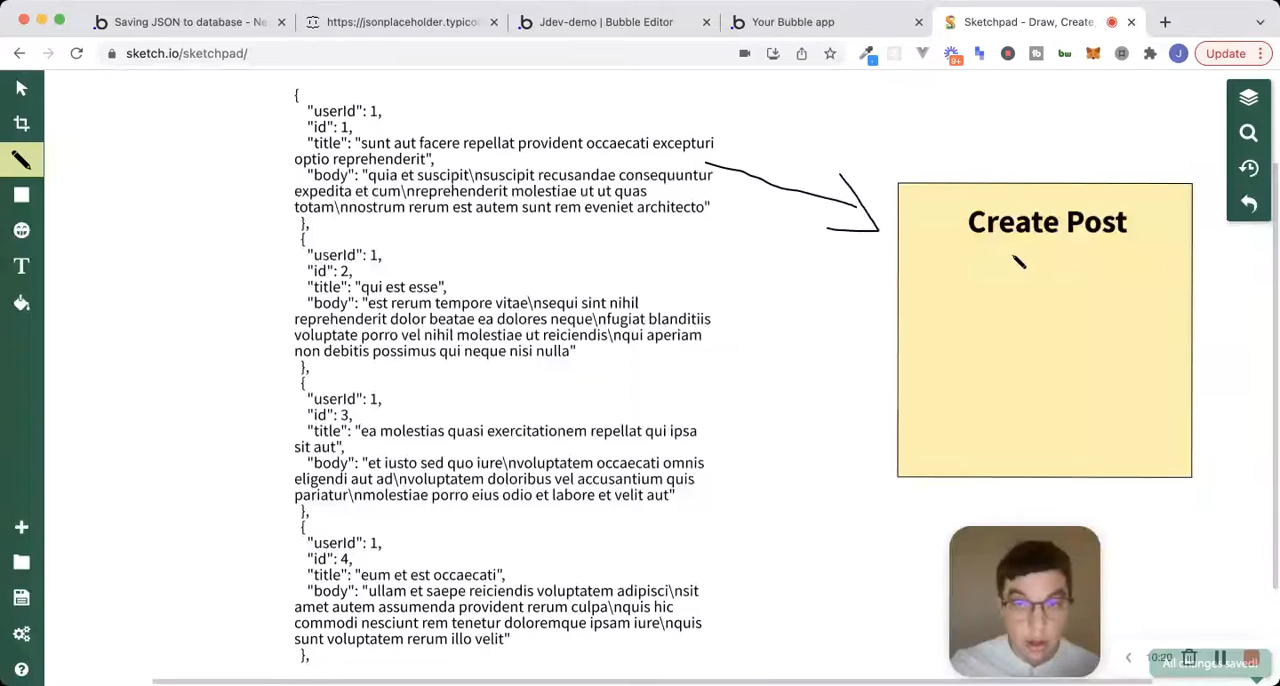 Saving JSON to database - Ne
https://jsonplaceholder.typico
Jdev-demo | Bubble Editor
Your Bubble app
Sketchpad - Draw, Create,
sketch.io/sketchpad/
9+
J
Update
{
"userId": 1,
"id": 1,
"title": "sunt aut facere repellat provident occaecati excepturi
optio reprehenderit",
"body": "quia et suscipit\nsuscipit recusandae consequuntur
expedita et cum\nreprehenderit molestiae ut ut quas
totam\nnostrum rerum est autem sunt rem eveniet architecto"
},
{
"userId": 1,
"id": 2,
"title": "qui est esse",
"body": "est rerum tempore vitae\nsequi sint nihil
reprehenderit dolor beatae ea dolores neque\nfugiat blanditiis
voluptate porro vel nihil molestiae ut reiciendis\nqui aperiam
non debitis possimus qui neque nisi nulla"
},
{
"userId": 1,
"id": 3,
"title": "ea molestias quasi exercitationem repellat qui ipsa
sit aut",
"body": "et iusto sed quo iure\nvoluptatem occaecati omnis
eligendi aut ad\nvoluptatem doloribus vel accusantium quis
pariatur\nmolestiae porro eius odio et labore et velit aut"
},
{
"userId": 1,
"id": 4,
"title": "eum et est occaecati",
"body": "ullam et saepe reiciendis voluptatem adipisci\nsit
amet autem assumenda provident rerum culpa\nquis hic
commodi nesciunt rem tenetur doloremque ipsam iure\nquis
sunt voluptatem rerum illo velit"
},
Create Post
10:20
All changes saved!